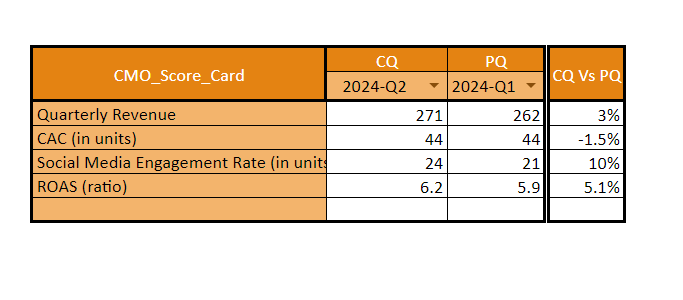 CMO_Score_Card CQ PQ CQ Vs PQ
2024-Q2 2024-Q1
Quarterly Revenue 271 262 3%
CAC (in units) 44 44 -1.5%
Social Media Engagement Rate (in units 24 21 10%
ROAS (ratio) 6.2 5.9 5.1%